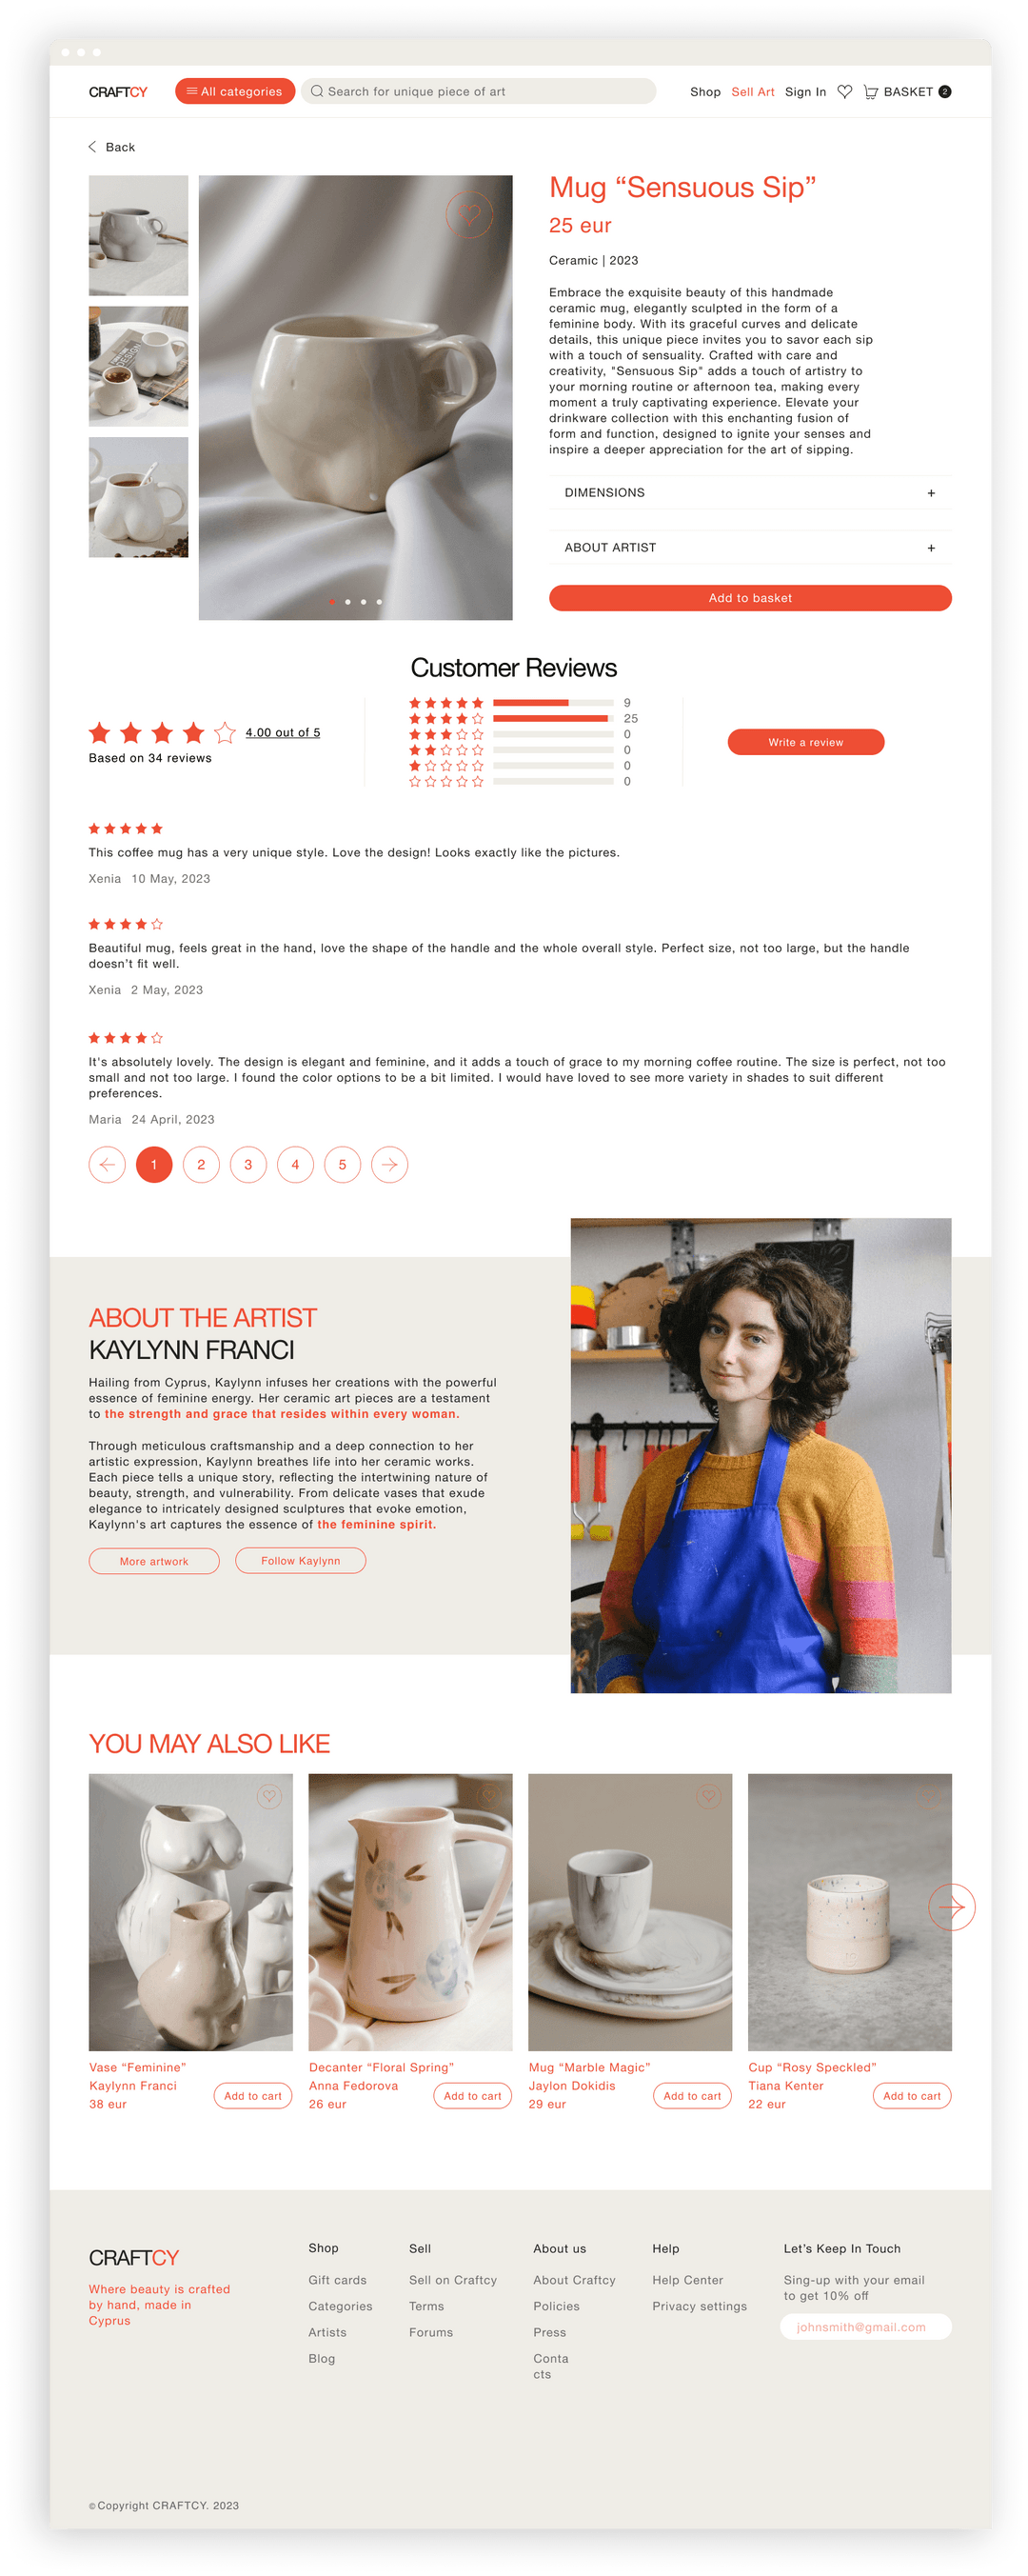 CRAFTCY
All categories
Search for unique piece of art
Shop
Sell Art
Sign In
BASKET 2
Back
Mug “Sensuous Sip”
25 eur
Ceramic | 2023
Embrace the exquisite beauty of this handmade
ceramic mug, elegantly sculpted in the form of a
feminine body. With its graceful curves and delicate
details, this unique piece invites you to savor each sip
with a touch of sensuality. Crafted with care and
creativity, "Sensuous Sip" adds a touch of artistry to
your morning routine or afternoon tea, making every
moment a truly captivating experience. Elevate your
drinkware collection with this enchanting fusion of
form and function, designed to ignite your senses and
inspire a deeper appreciation for the art of sipping.
DIMENSIONS +
ABOUT ARTIST +
Add to basket
Customer Reviews
4.00 out of 5
Based on 34 reviews
9
25
0
0
0
0
Write a review
This coffee mug has a very unique style. Love the design! Looks exactly like the pictures.
Xenia 10 May, 2023
Beautiful mug, feels great in the hand, love the shape of the handle and the whole overall style. Perfect size, not too large, but the handle
doesn’t fit well.
Xenia 2 May, 2023
It's absolutely lovely. The design is elegant and feminine, and it adds a touch of grace to my morning coffee routine. The size is perfect, not too
small and not too large. I found the color options to be a bit limited. I would have loved to see more variety in shades to suit different
preferences.
Maria 24 April, 2023
1 2 3 4 5
ABOUT THE ARTIST
KAYLYNN FRANCI
Hailing from Cyprus, Kaylynn infuses her creations with the powerful
essence of feminine energy. Her ceramic art pieces are a testament
to the strength and grace that resides within every woman.
Through meticulous craftsmanship and a deep connection to her
artistic expression, Kaylynn breathes life into her ceramic works.
Each piece tells a unique story, reflecting the intertwining nature of
beauty, strength, and vulnerability. From delicate vases that exude
elegance to intricately designed sculptures that evoke emotion,
Kaylynn's art captures the essence of the feminine spirit.
More artwork
Follow Kaylynn
YOU MAY ALSO LIKE
Vase “Feminine”
Kaylynn Franci
38 eur
Add to cart
Decanter “Floral Spring”
Anna Fedorova
26 eur
Add to cart
Mug “Marble Magic”
Jaylon Dokidis
29 eur
Add to cart
Cup “Rosy Speckled”
Tiana Kenter
22 eur
Add to cart
CRAFTCY
Where beauty is crafted
by hand, made in
Cyprus
Shop
Gift cards
Categories
Artists
Blog
Sell
Sell on Craftcy
Terms
Forums
About us
About Craftcy
Policies
Press
Conta
cts
Help
Help Center
Privacy settings
Let’s Keep In Touch
Sing-up with your email
to get 10% off
johnsmith@gmail.com
©Copyright CRAFTCY. 2023